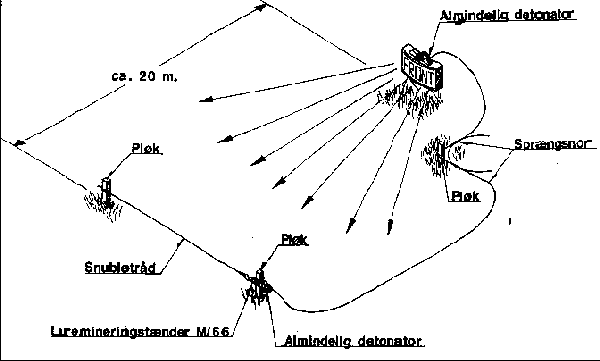 Almindelig detonator
FRONT
ca. 20 m.
Pløk
Sprængsnor
Pløk
Pløk
Snubletråd
Luremineringstænder M/66
Almindelig detonator